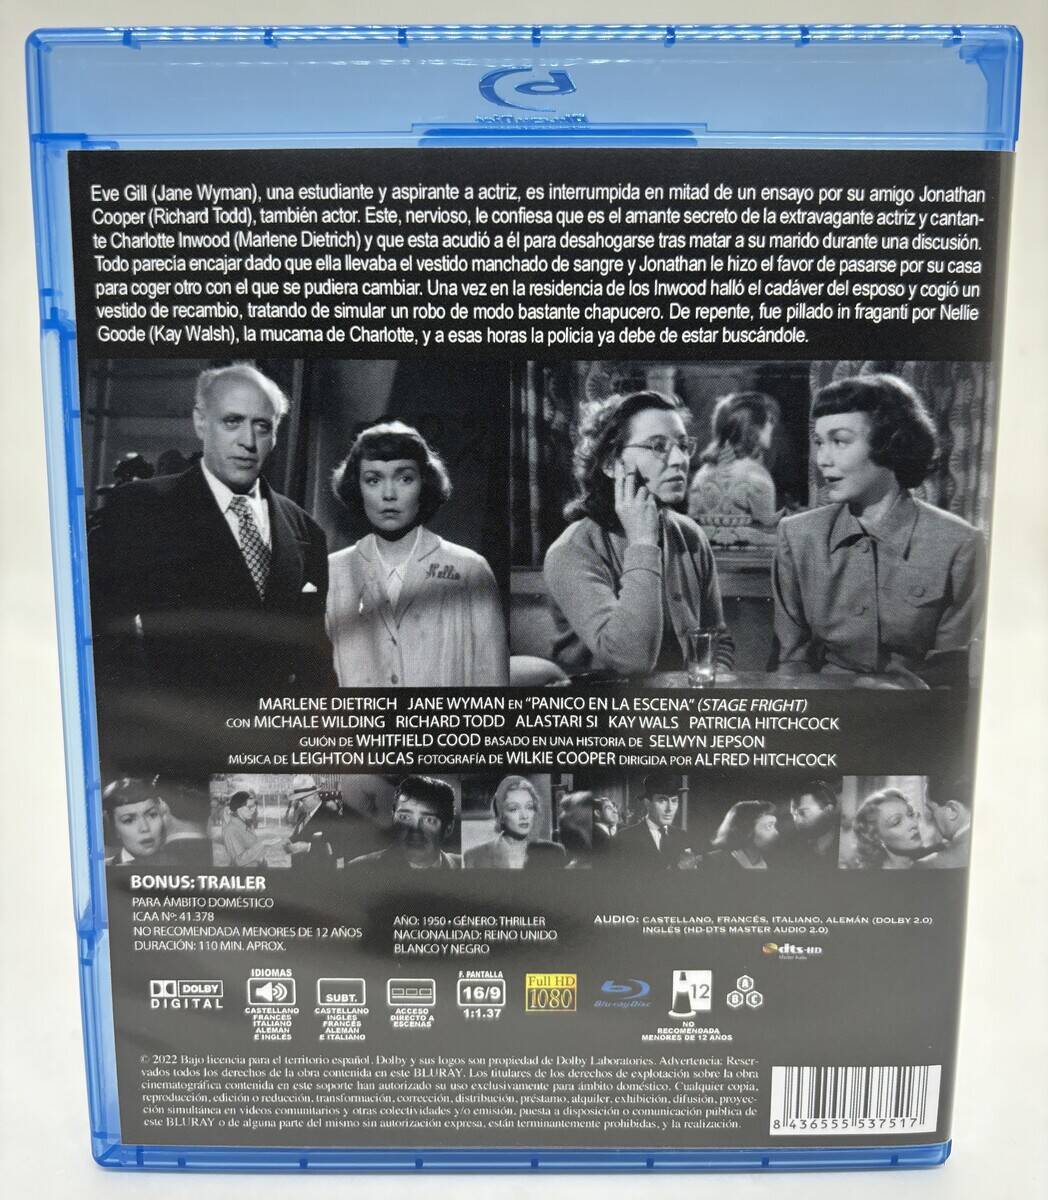 Eve Gill (Jane Wyman), una estudiante y aspirante a actriz, es interrumpida en mitad de un ensayo por su amigo Jonathan
Cooper (Richard Todd), también actor. Este, nervioso, le confiesa que es el amante secreto de la extravagante actriz y cantan-
te Charlotte Inwood (Marlene Dietrich) y que esta acudió a él para desahogarse tras matar a su marido durante una discusión.
Todo parecía encajar dado que ella llevaba el vestido manchado de sangre y Jonathan le hizo el favor de pasarse por su casa
para coger otro con el que se pudiera cambiar. Una vez en la residencia de los Inwood halló el cadáver del esposo y cogió un
vestido de recambio, tratando de simular un robo de modo bastante chapucero. De repente, fue pillado in fraganti por Nellie
Goode (Kay Walsh), la mucama de Charlotte, y a esas horas la policía ya debe de estar buscándole.
Nellie
MARLENE DIETRICH JANE WYMAN EN "PANICO EN LA ESCENA" (STAGE FRIGHT)
CON MICHALE WILDING RICHARD TODD ALASTARI SI KAY WALS PATRICIA HITCHCOCK
GUIÓN DE WHITFIELD COOD BASADO EN UNA HISTORIA DE SELWYN JEPSON
MÚSICA DE LEIGHTON LUCAS FOTOGRAFÍA DE WILKIE COOPER DIRIGIDA POR ALFRED HITCHCOCK
BONUS: TRAILER
PARA ÁMBITO DOMÉSTICO
ICAA Nº: 41.378
NO RECOMENDADA MENORES DE 12 AÑOS
DURACIÓN: 110 MIN. APROX.
AÑO: 1950 • GÉNERO: THRILLER
NACIONALIDAD: REINO UNIDO
BLANCO Y NEGRO
AUDIO: CASTELLANO, FRANCÉS, ITALIANO, ALEMÁN (DOLBY 2.0)
INGLÉS (HD-DTS MASTER AUDIO 2.0)
dts-HD
Master Audio
DOLBY
DIGITAL
IDIOMAS
CASTELLANO
FRANCÉS
ITALIANO
ALEMAN
E INGLÉS
SUBT.
CASTELLANO
INGLÉS
FRANCÉS
ALEMAN
E ITALIANO
ACCESO
DIRECTO A
ESCENAS
F. PANTALLA
16/9
1:1.37
Full HD
1080
Blu-ray Disc
12
NO
RECOMENDADA
MENORES DE 12 AÑOS
A
B C
© 2022 Bajo licencia para el territorio español. Dolby y sus logos son propiedad de Dolby Laboratories. Advertencia: Reser-
vados todos los derechos de la obra contenida en este BLURAY. Los titulares de los derechos de explotación sobre la obra
cinematográfica contenida en este soporte han autorizado su uso exclusivamente para ámbito doméstico. Cualquier copia,
reproducción, edición o reducción, transformación, corrección, distribución, préstamo, alquiler, exhibición, difusión, proyec-
ción simultánea en videos comunitarios y otras colectividades y/o emisión, puesta a disposición o comunicación pública de
este BLURAY o de alguna parte del mismo sin autorización expresa, están terminantemente prohibidas, y la realización.
8 436555 537517